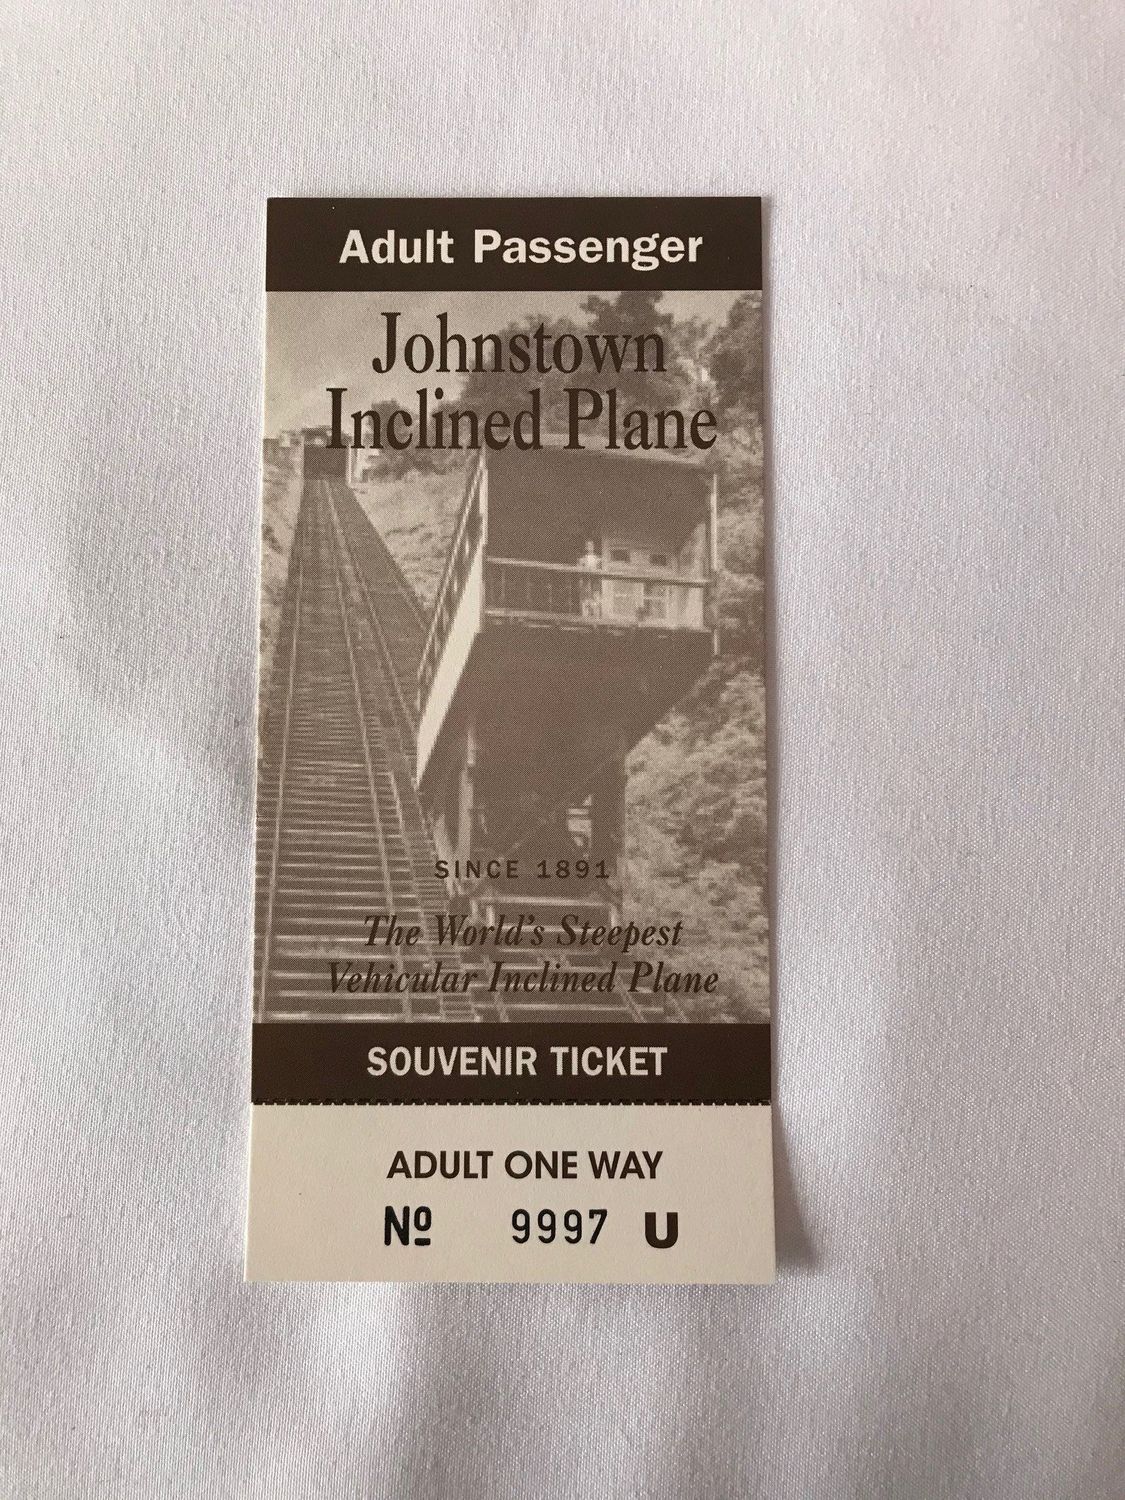 Adult Passenger
Johnstown
Inclined Plane
SINCE 1891
The World's Steepest
Vehicular Inclined Plane
SOUVENIR TICKET
ADULT ONE WAY
Nº 9997 U